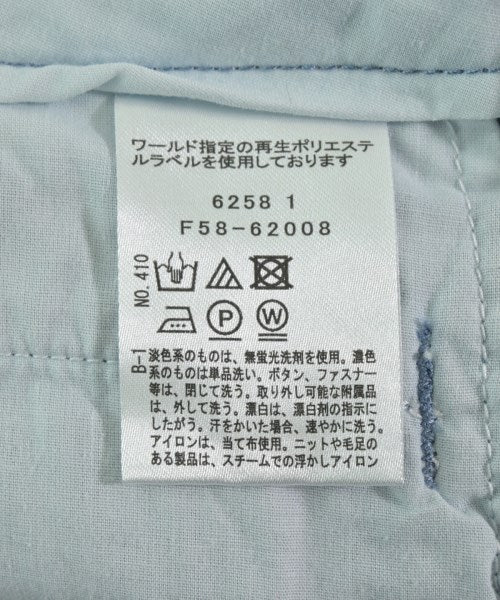 ワールド指定の再生ポリエステ
ルラベルを使用しております
6258 1
F58-62008
NO.410
P W
B-1
淡色系のものは、無蛍光洗剤を使用。濃色
系のものは単品洗い。ボタン、ファスナー
等は、閉じて洗う。取り外し可能な附属品
は、外して洗う。漂白は、漂白剤の指示に
したがう。汗をかいた場合、速やかに洗う。
アイロンは、当て布使用。ニットや毛足の
ある製品は、スチームでの浮かしアイロン